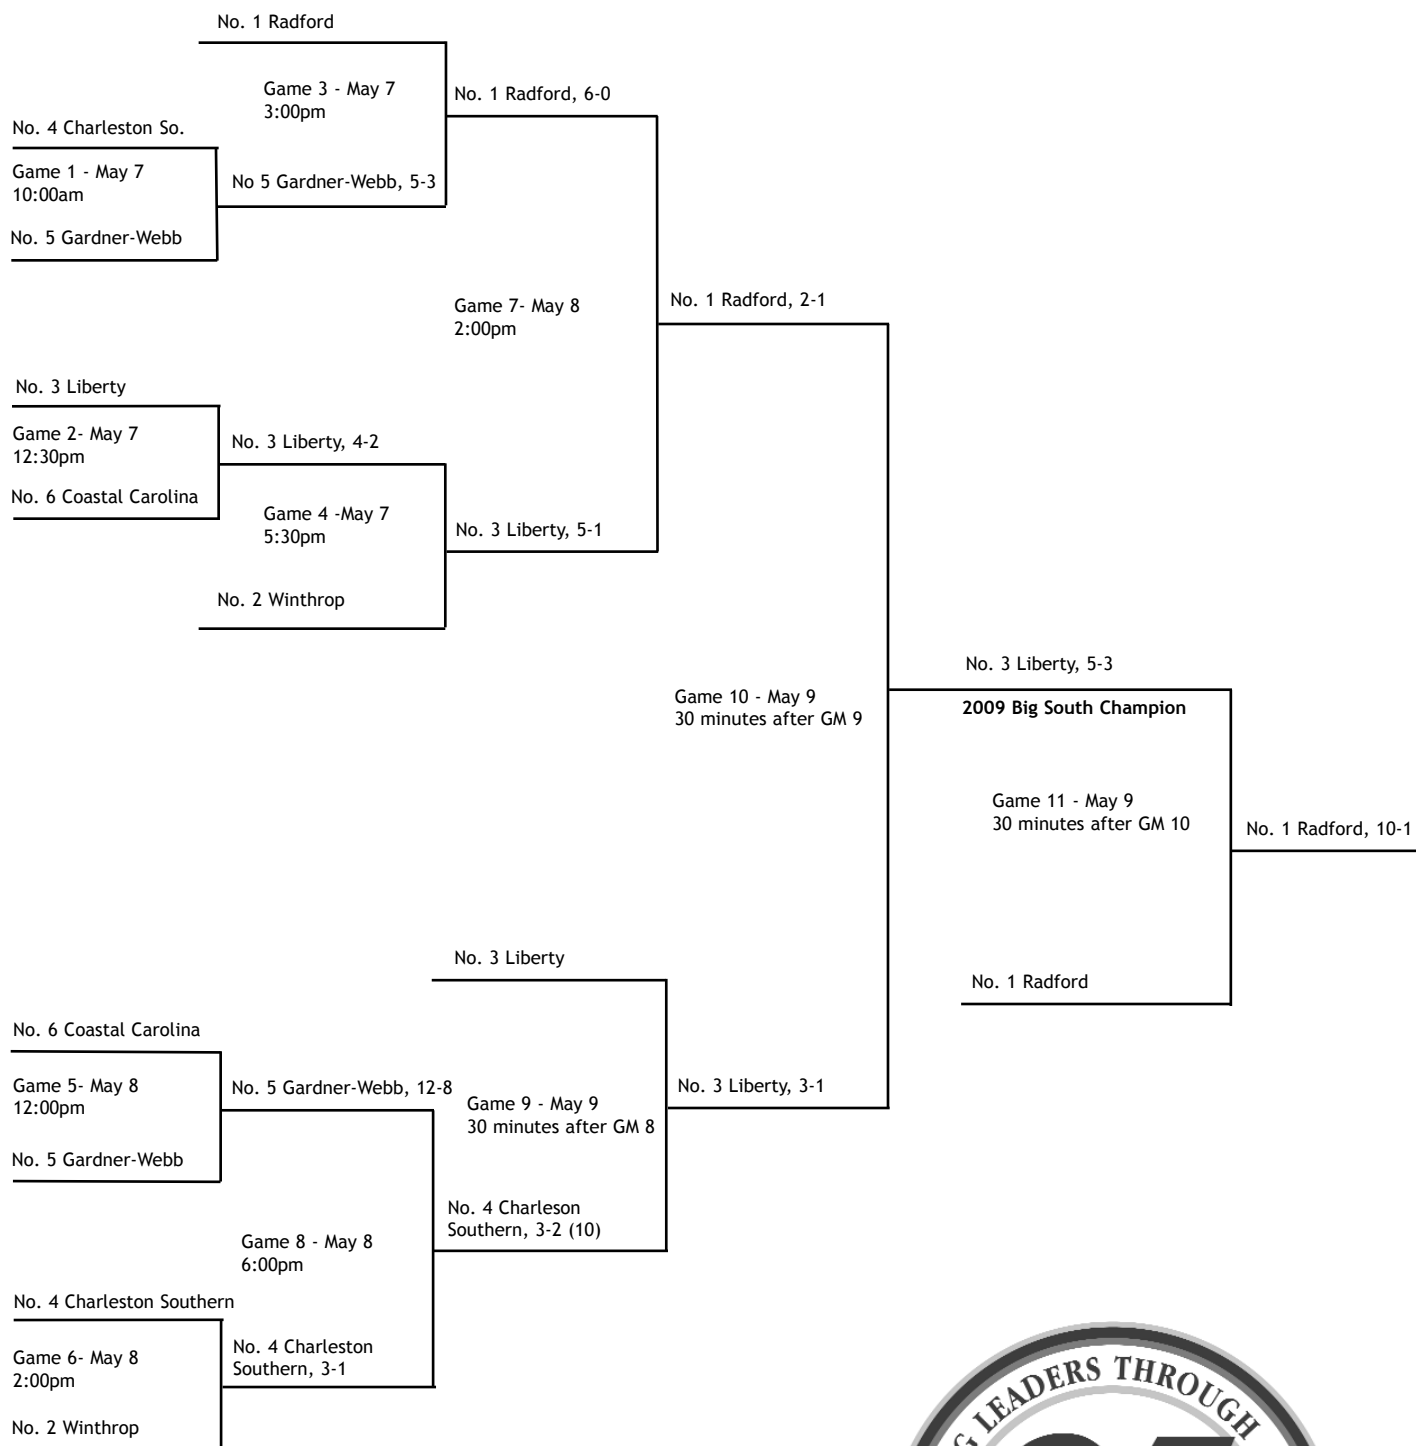 No. 1 Radford
Game 3 - May 7
3:00pm
No. 1 Radford, 6-0
No. 4 Charleston So.
Game 1 - May 7
10:00am
No 5 Gardner-Webb, 5-3
No. 5 Gardner-Webb
Game 7- May 8
2:00pm
No. 1 Radford, 2-1
No. 3 Liberty
Game 2- May 7
12:30pm
No. 3 Liberty, 4-2
No. 6 Coastal Carolina
Game 4 -May 7
5:30pm
No. 3 Liberty, 5-1
No. 2 Winthrop
No. 3 Liberty, 5-3
2009 Big South Champion
Game 10 - May 9
30 minutes after GM 9
Game 11 - May 9
30 minutes after GM 10
No. 1 Radford, 10-1
No. 3 Liberty
No. 1 Radford
No. 6 Coastal Carolina
Game 5- May 8
12:00pm
No. 5 Gardner-Webb, 12-8
Game 9 - May 9
30 minutes after GM 8
No. 3 Liberty, 3-1
No. 5 Gardner-Webb
No. 4 Charleson
Southern, 3-2 (10)
Game 8 - May 8
6:00pm
No. 4 Charleston Southern
Game 6- May 8
2:00pm
No. 4 Charleston
Southern, 3-1
No. 2 Winthrop
LEADERS THROUGH